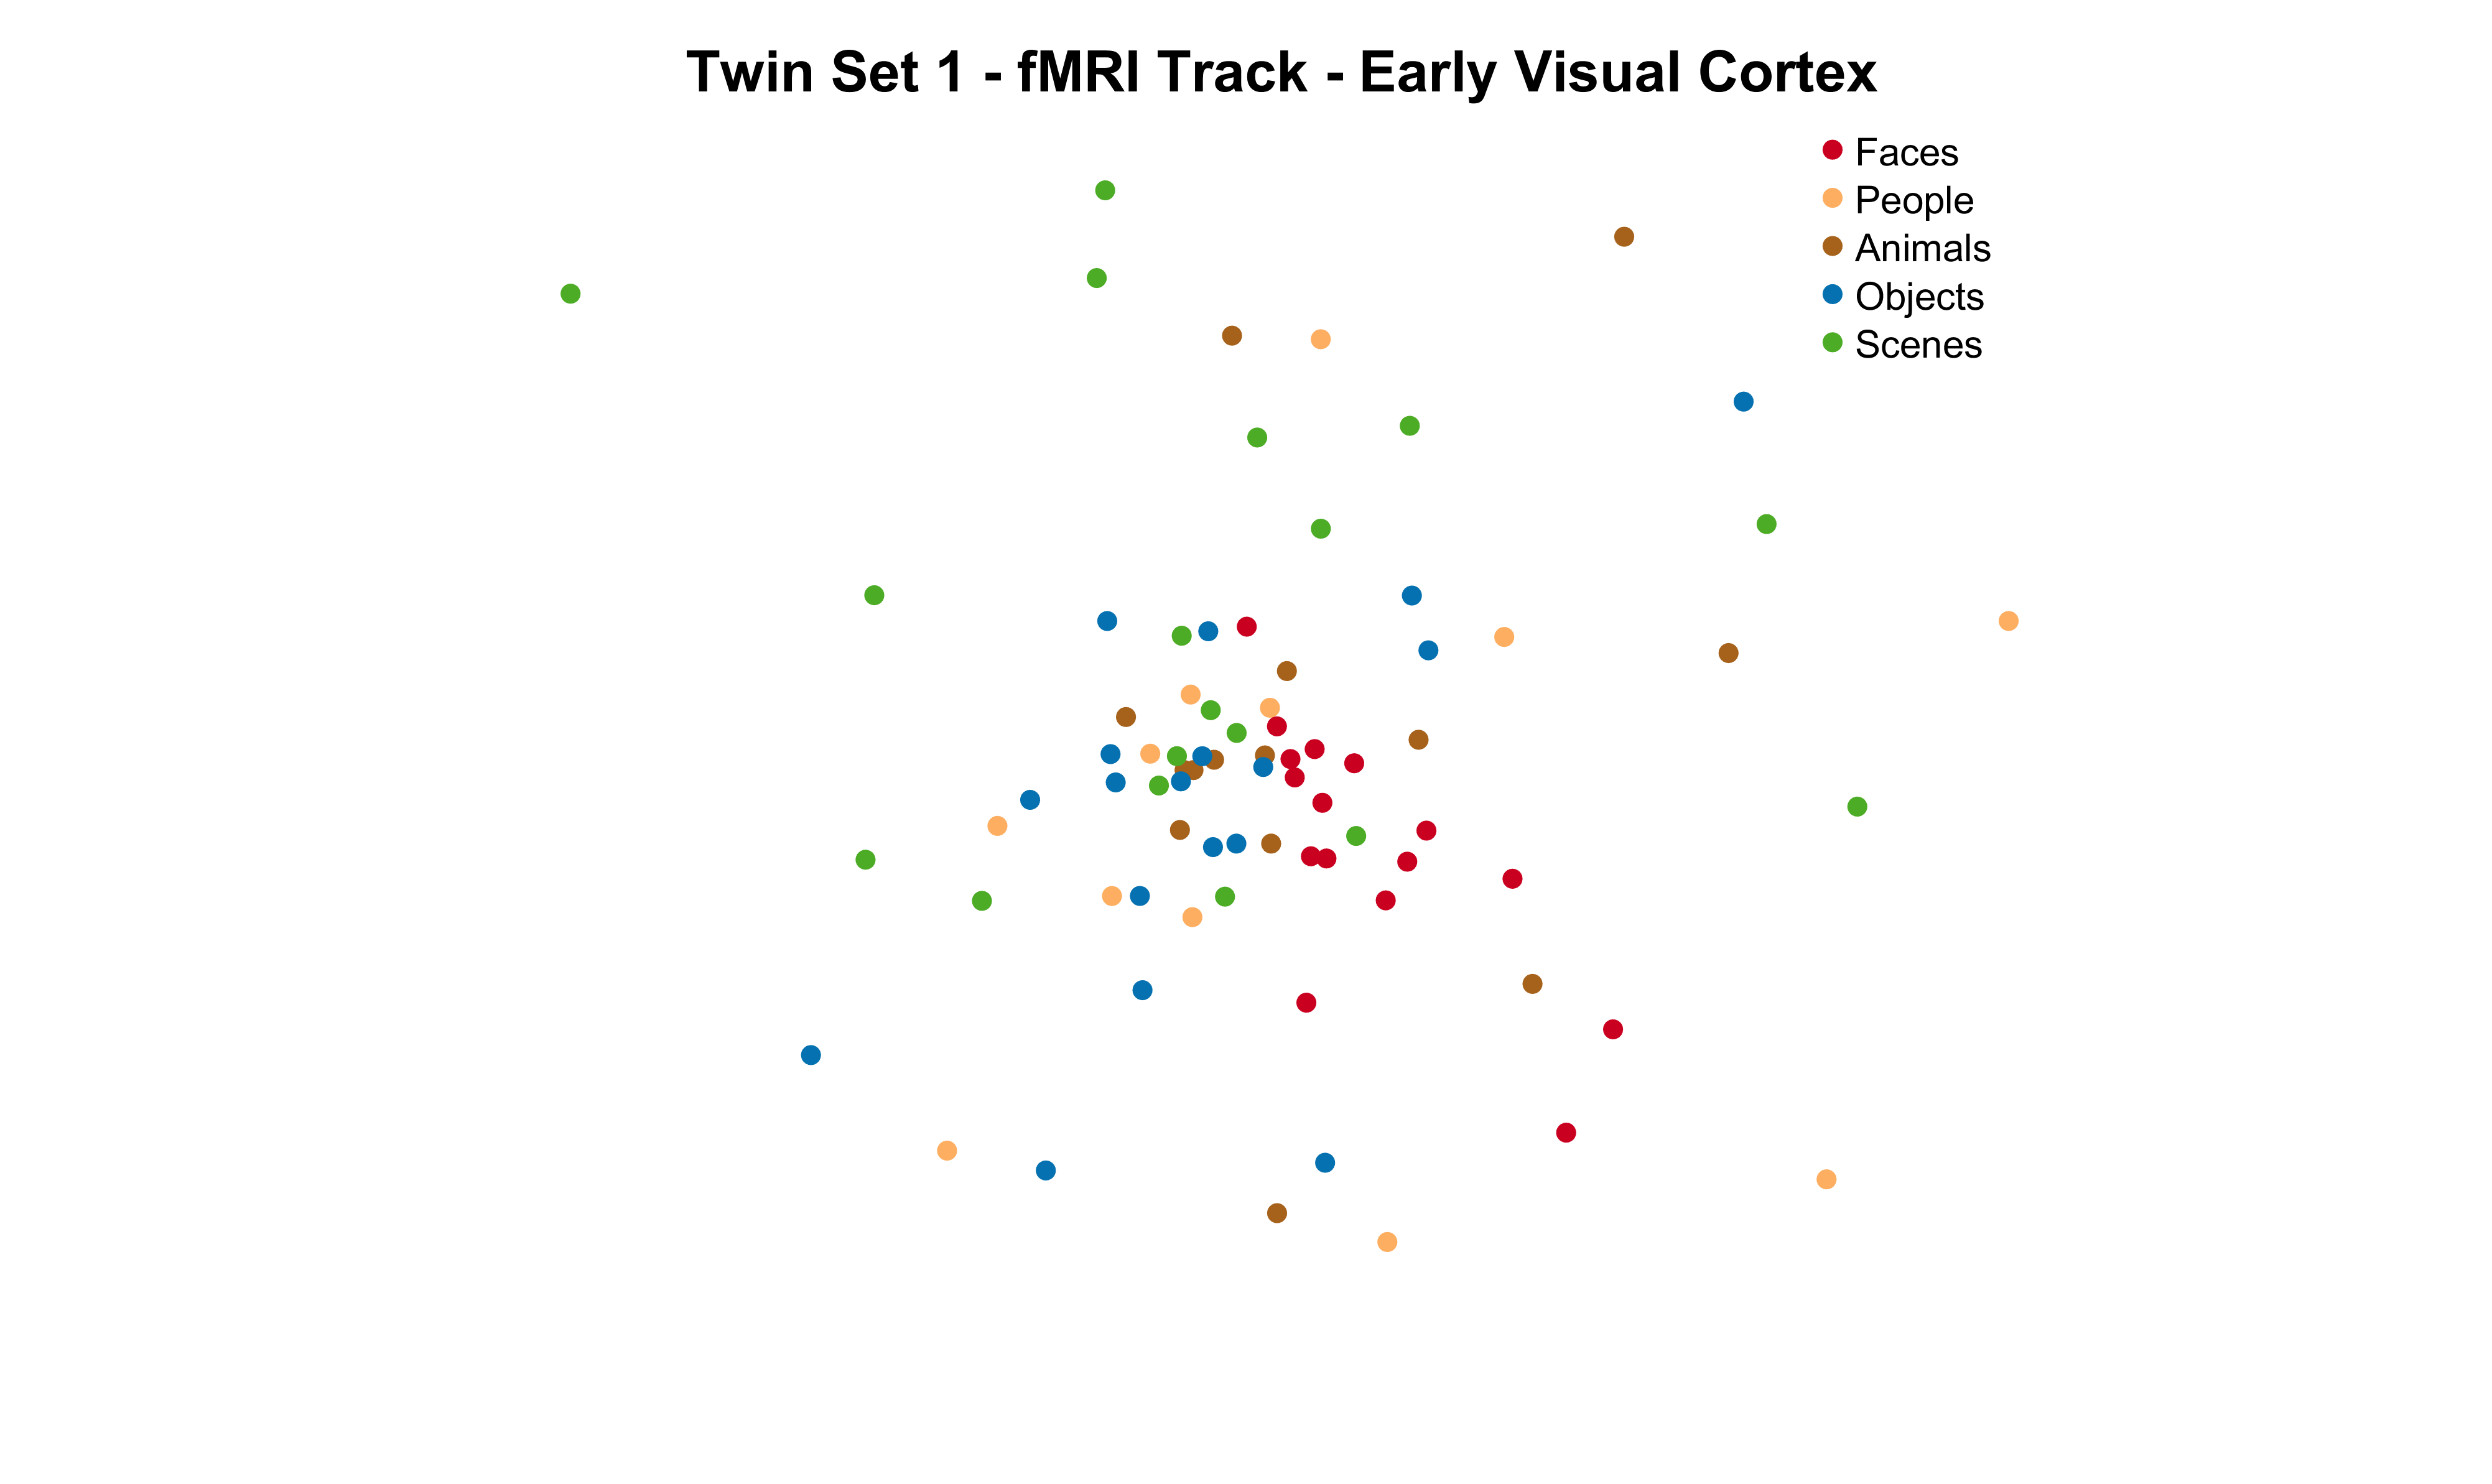 Twin Set 1 - fMRI Track - Early Visual Cortex
Faces
People
Animals
Objects
Scenes